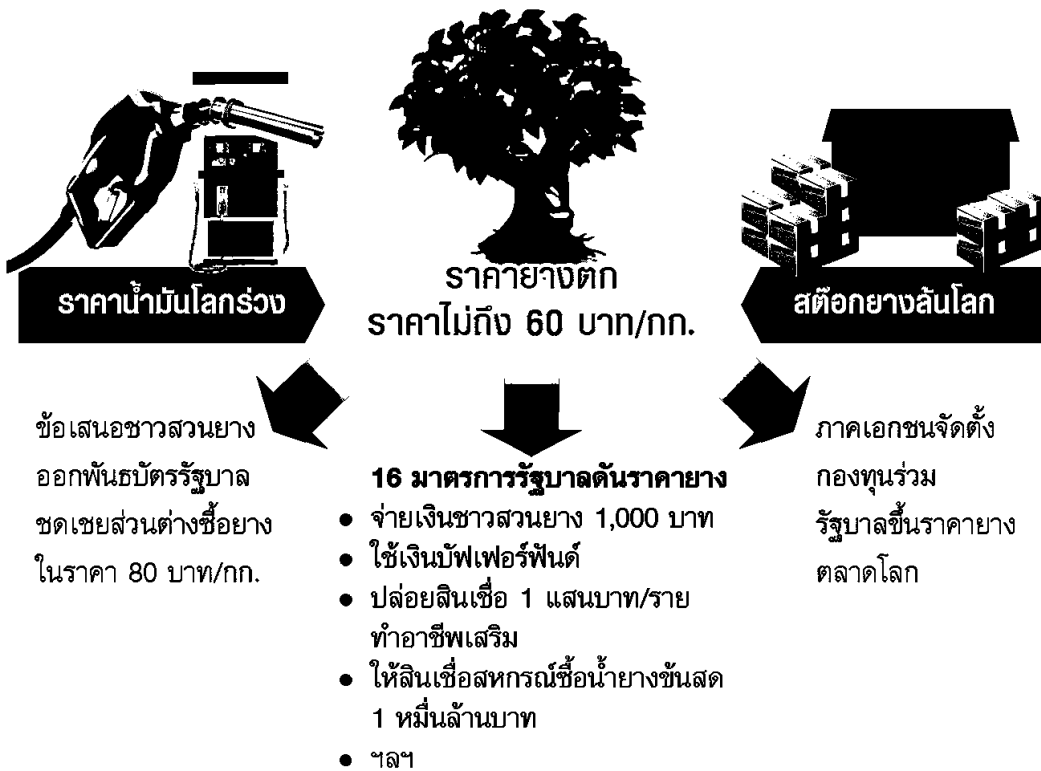 ราคาน้ำมันโลกร่วง
ราคายางตก
ราคาไม่ถึง 60 บาท/กก.
สต๊อกยางล้นโลก
ข้อเสนอชาวสวนยาง
ออกพันธบัตรรัฐบาล
ชดเชยส่วนต่างซื้อยาง
ในราคา 80 บาท/กก.
16 มาตรการรัฐบาลดันราคายาง
• จ่ายเงินชาวสวนยาง 1,000 บาท
• ใช้เงินบัฟเฟอร์ฟันด์
• ปล่อยสินเชื่อ 1 แสนบาท/ราย
ทำอาชีพเสริม
• ให้สินเชื่อสหกรณ์ซื้อน้ำยางข้นสด
1 หมื่นล้านบาท
• ฯลฯ
ภาคเอกชนจัดตั้ง
กองทุนร่วม
รัฐบาลขึ้นราคายาง
ตลาดโลก